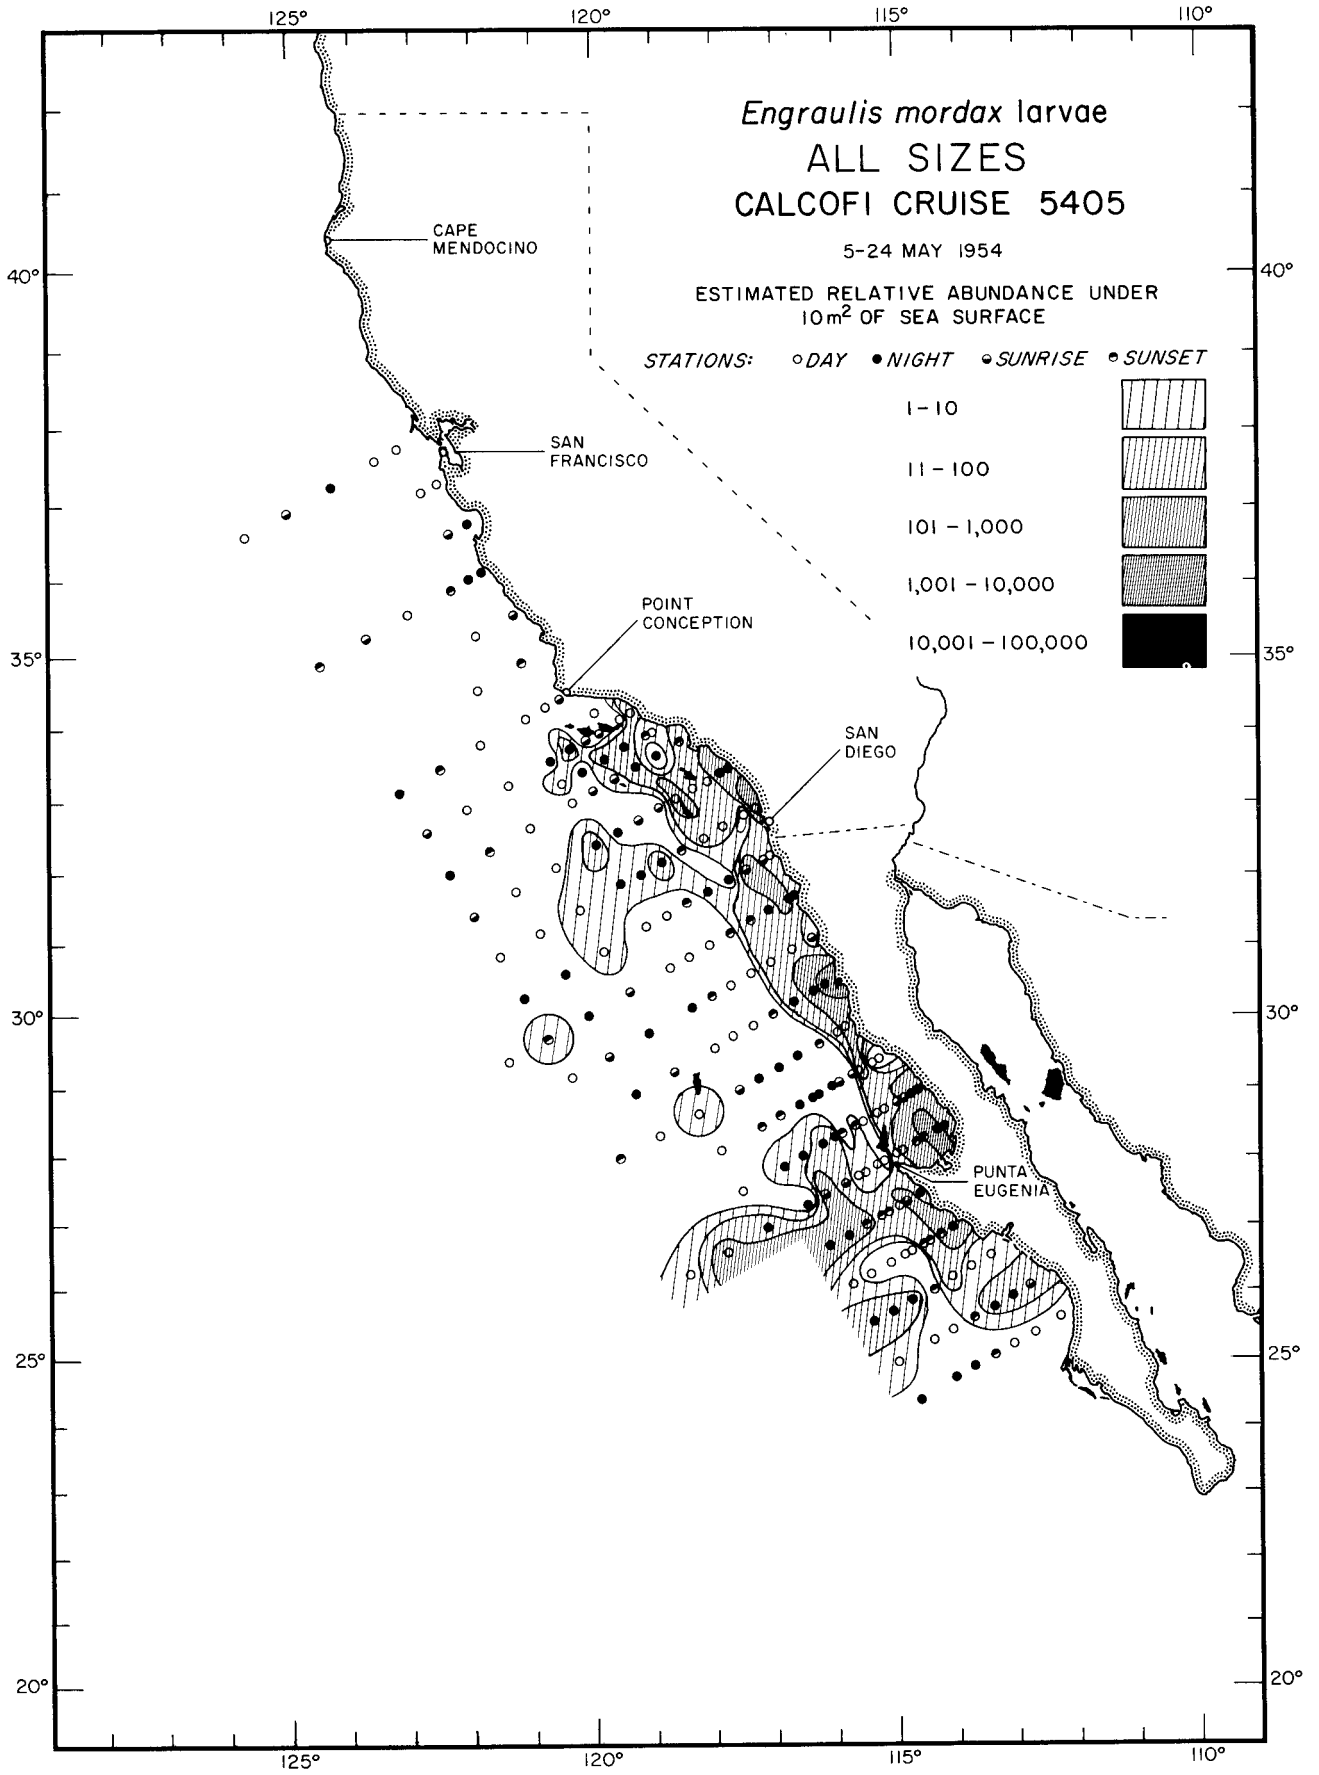 125° 120° 115° 110°
Engraulis mordax larvae
ALL SIZES
CALCOFI CRUISE 5405
5-24 MAY 1954
ESTIMATED RELATIVE ABUNDANCE UNDER
10m² OF SEA SURFACE
STATIONS: DAY NIGHT SUNRISE SUNSET
1-10
11-100
101-1,000
1,001-10,000
10,001-100,000
CAPE
MENDOCINO
40° 40°
SAN
FRANCISCO
POINT
CONCEPTION
35° 35°
SAN
DIEGO
30° 30°
PUNTA
EUGENIA
25° 25°
20° 20°
125° 120° 115° 110°